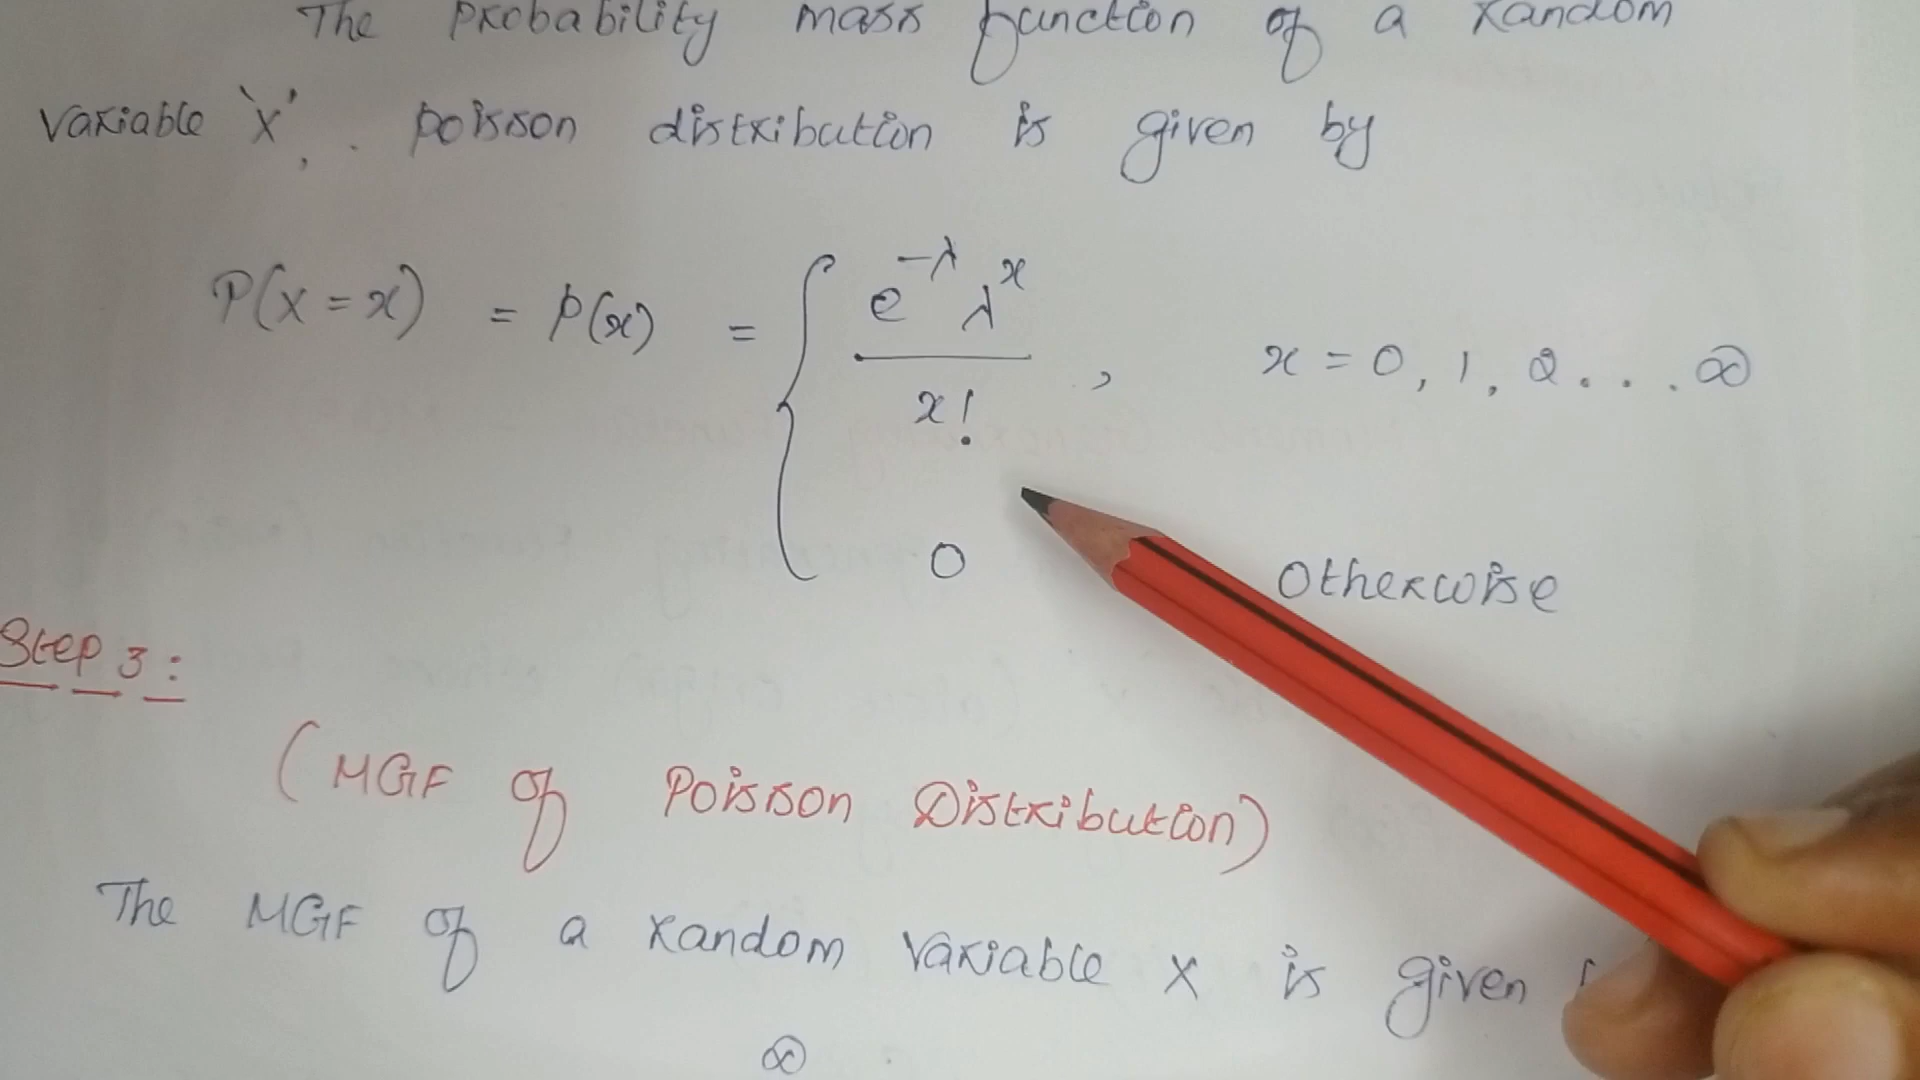 The probability mass function of a random
variable 'X', . poisson distribution is given by
P(X = x) = p(x) = { e^{-λ} λ^x / x! , x = 0, 1, 2 . . . ∞
0 Otherwise
Step 3 :
(MGF of Poisson Distribution)
The MGF of a random variable X is given
∞